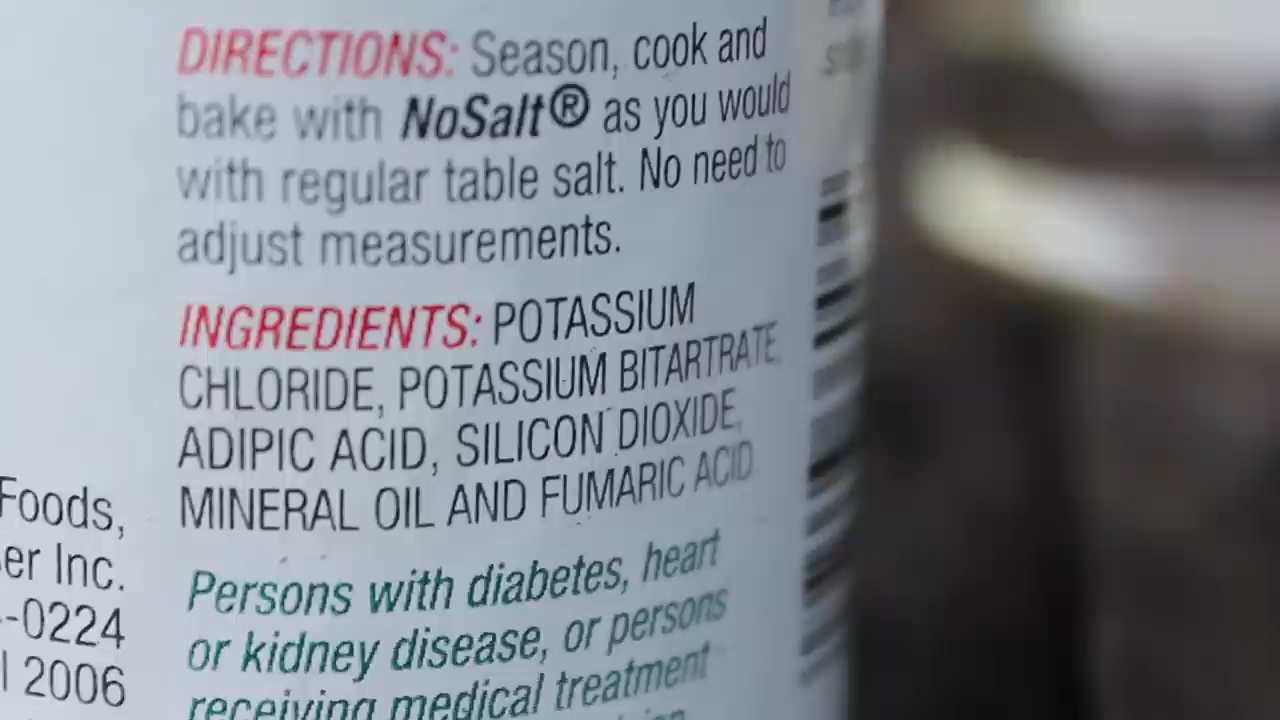 DIRECTIONS: Season, cook and
bake with NoSalt® as you would
with regular table salt. No need to
adjust measurements.
INGREDIENTS: POTASSIUM
CHLORIDE, POTASSIUM BITARTRATE,
ADIPIC ACID, SILICON DIOXIDE,
MINERAL OIL AND FUMARIC ACID
Persons with diabetes, heart
or kidney disease, or persons
receiving medical treatment
Foods,
er Inc.
-0224
l 2006